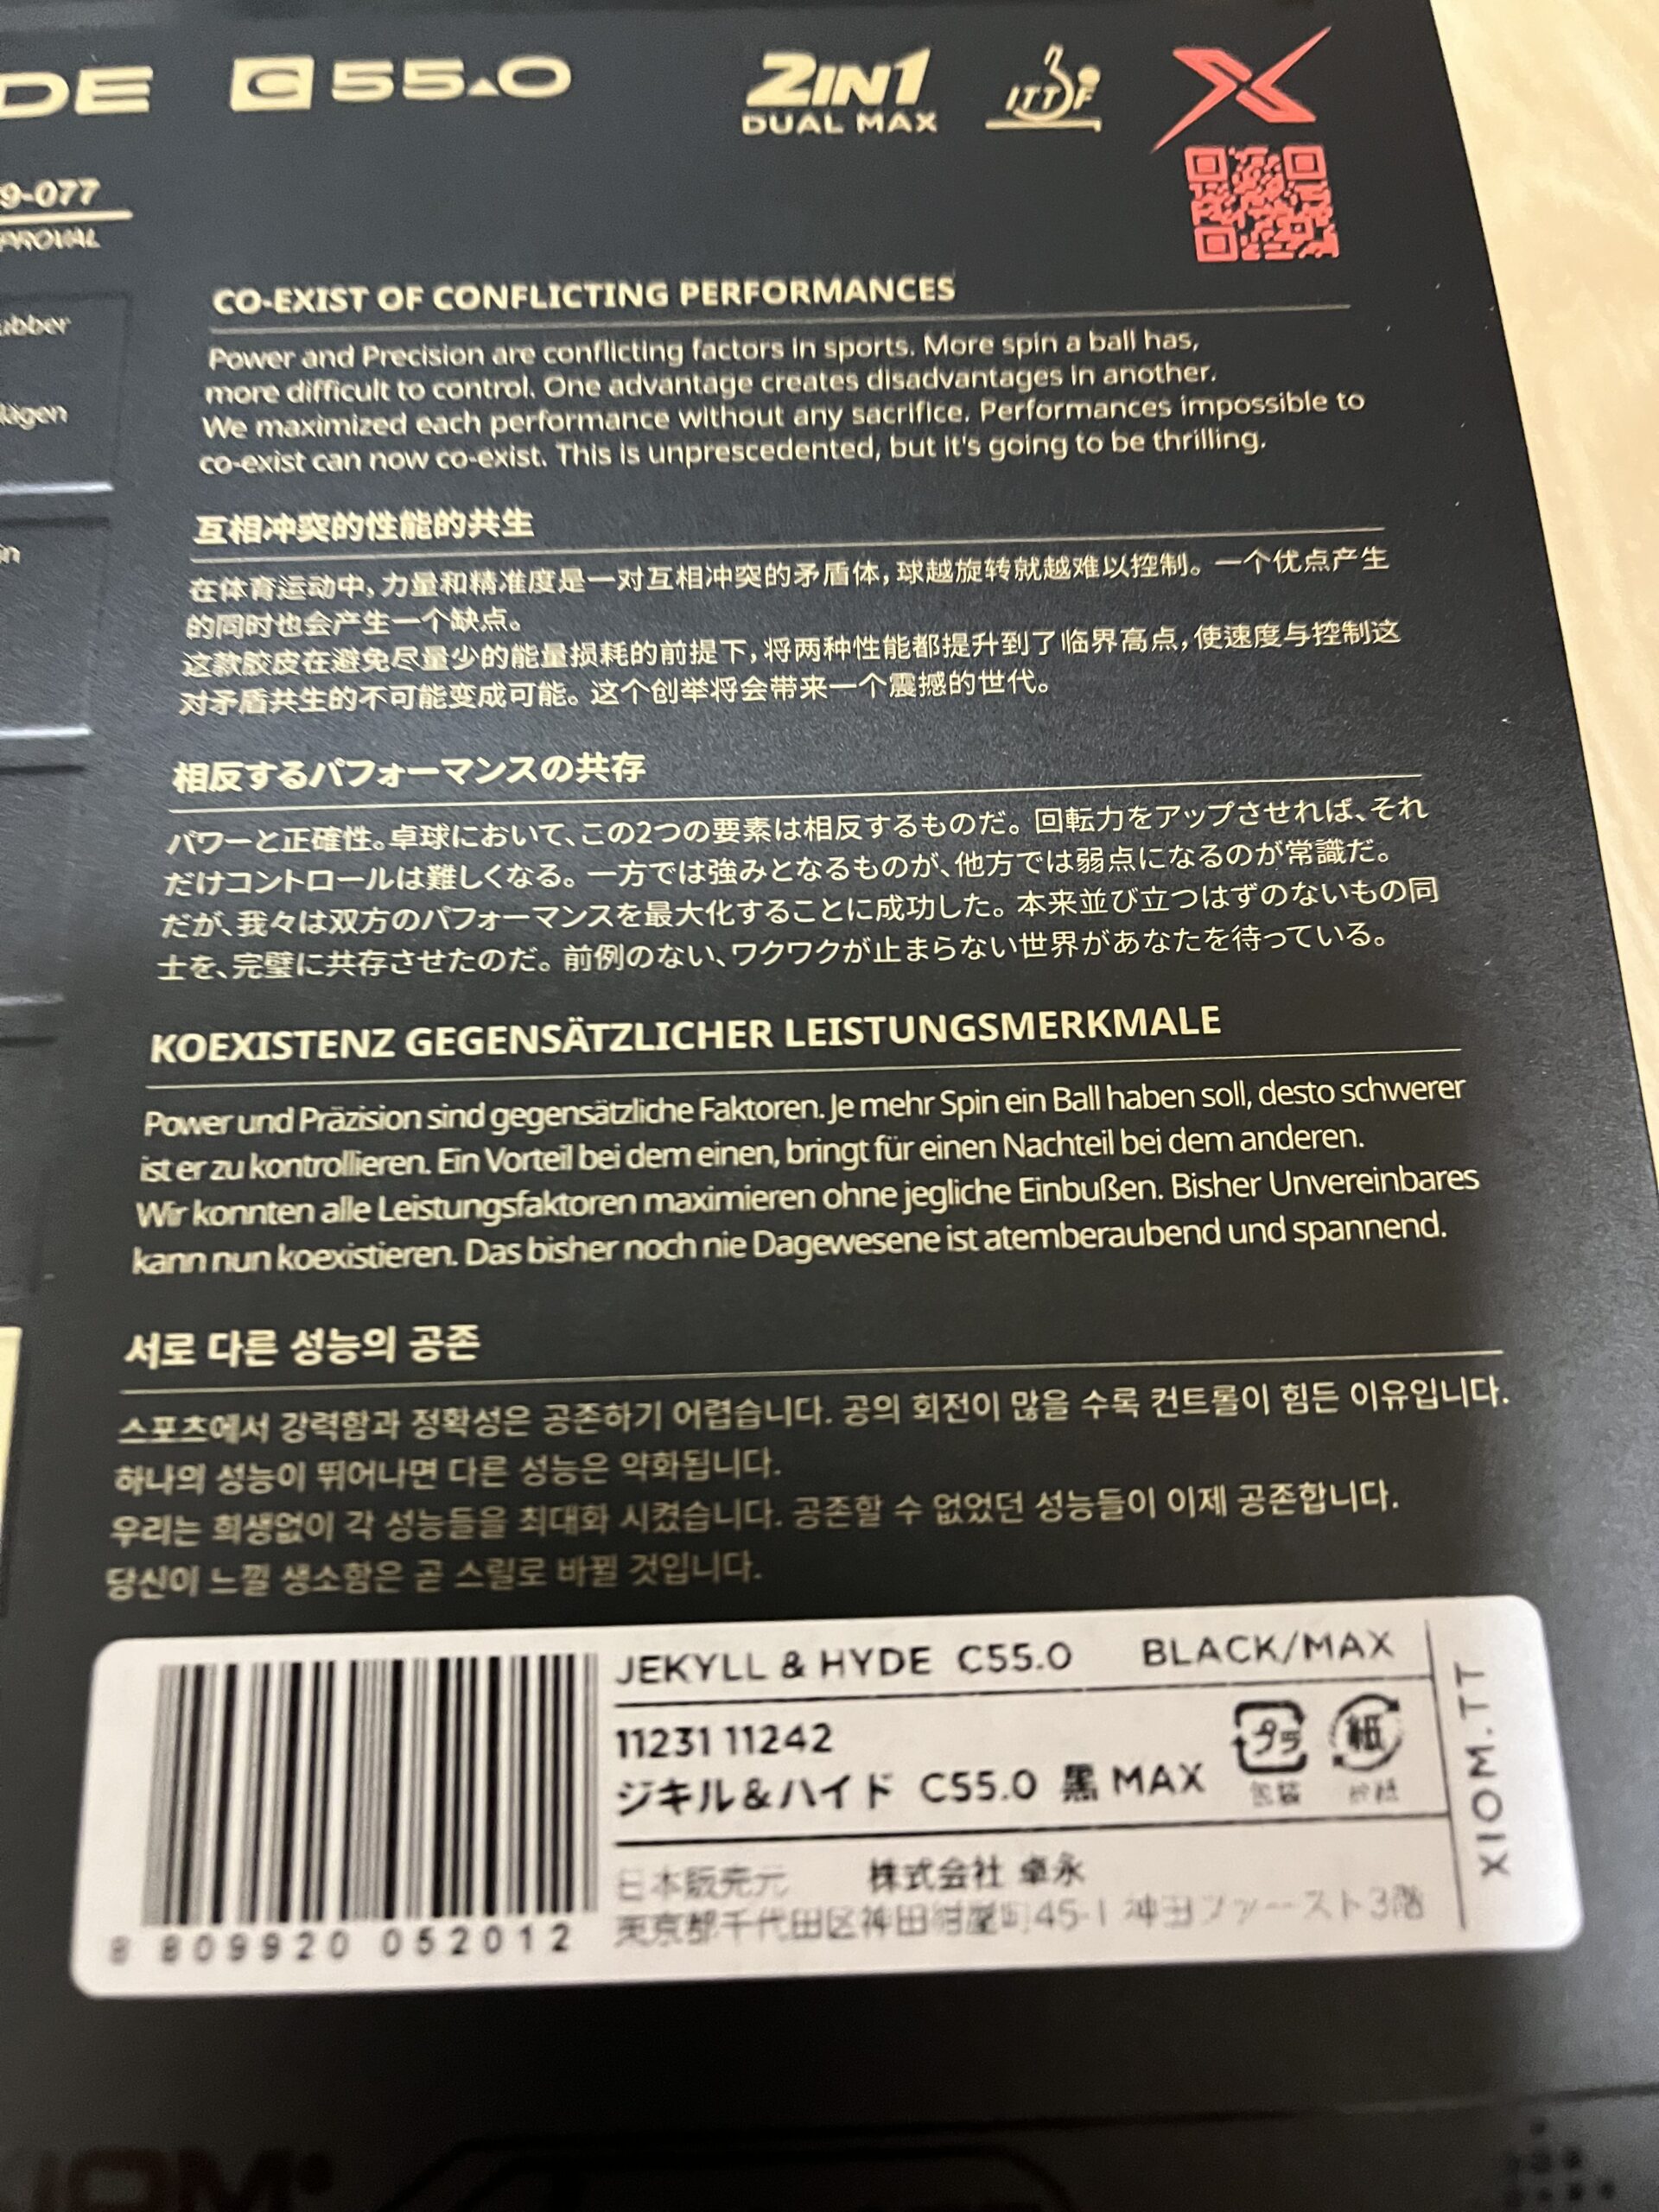 DE C55.0
2IN1
DUAL MAX
ITTF
9-077
PROVAL
ubber
lägen
in
CO-EXIST OF CONFLICTING PERFORMANCES
Power and Precision are conflicting factors in sports. More spin a ball has,
more difficult to control. One advantage creates disadvantages in another.
We maximized each performance without any sacrifice. Performances impossible to
co-exist can now co-exist. This is unprescedented, but it's going to be thrilling.
互相冲突的性能的共生
在体育运动中,力量和精准度是一对互相冲突的矛盾体,球越旋转就越难以控制。一个优点产生
的同时也会产生一个缺点。
这款胶皮在避免尽量少的能量损耗的前提下,将两种性能都提升到了临界高点,使速度与控制这
对矛盾共生的不可能变成可能。这个创举将会带来一个震撼的世代。
相反するパフォーマンスの共存
パワーと正確性。卓球において、この2つの要素は相反するものだ。回転力をアップさせれば、それ
だけコントロールは難しくなる。一方では強みとなるものが、他方では弱点になるのが常識だ。
だが、我々は双方のパフォーマンスを最大化することに成功した。本来並び立つはずのないもの同
士を、完璧に共存させたのだ。前例のない、ワクワクが止まらない世界があなたを待っている。
KOEXISTENZ GEGENSÄTZLICHER LEISTUNGSMERKMALE
Power und Präzision sind gegensätzliche Faktoren. Je mehr Spin ein Ball haben soll, desto schwerer
ist er zu kontrollieren. Ein Vorteil bei dem einen, bringt für einen Nachteil bei dem anderen.
Wir konnten alle Leistungsfaktoren maximieren ohne jegliche Einbußen. Bisher Unvereinbares
kann nun koexistieren. Das bisher noch nie Dagewesene ist atemberaubend und spannend.
서로 다른 성능의 공존
스포츠에서 강력함과 정확성은 공존하기 어렵습니다. 공의 회전이 많을 수록 컨트롤이 힘든 이유입니다.
하나의 성능이 뛰어나면 다른 성능은 약화됩니다.
우리는 희생없이 각 성능들을 최대화 시켰습니다. 공존할 수 없었던 성능들이 이제 공존합니다.
당신이 느낄 생소함은 곧 스릴로 바뀔 것입니다.
JEKYLL & HYDE C55.0 BLACK/MAX
11231 11242
ジキル&ハイド C55.0 黒 MAX
プラ
包装
紙
日本販売元 株式会社 卓永
東京都千代田区神田紺屋町45-1 神田ファースト3階
8 809920 052012
XIOM.TT